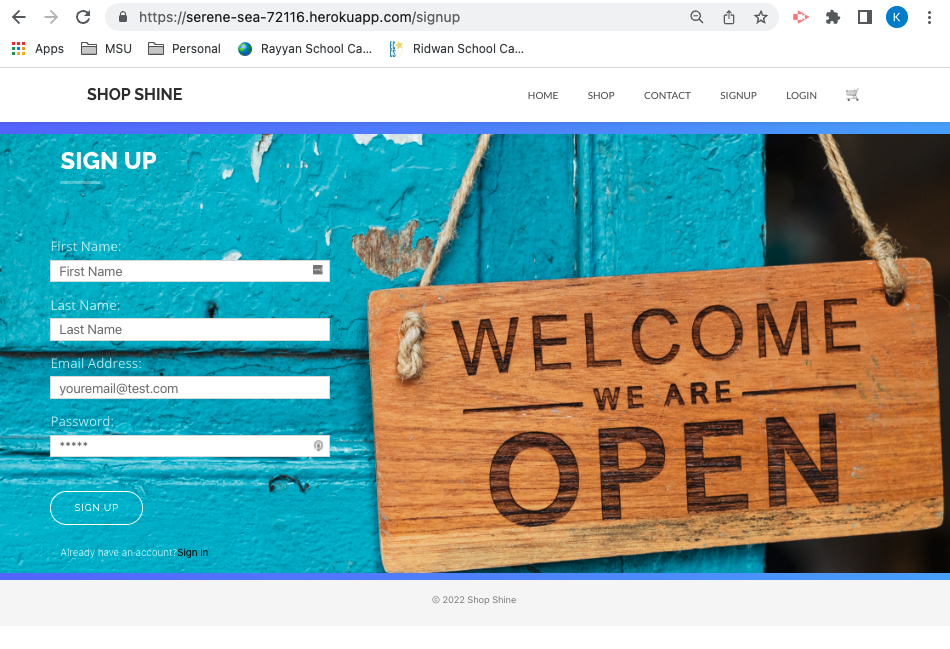 https://serene-sea-72116.herokuapp.com/signup
K
Apps
MSU
Personal
Rayyan School Ca...
Ridwan School Ca...
SHOP SHINE
HOME
SHOP
CONTACT
SIGNUP
LOGIN
SIGN UP
First Name:
First Name
Last Name:
Last Name
Email Address:
youremail@test.com
Password:
*****
SIGN UP
Already have an account?Sign in
WELCOME
WE ARE
OPEN
© 2022 Shop Shine